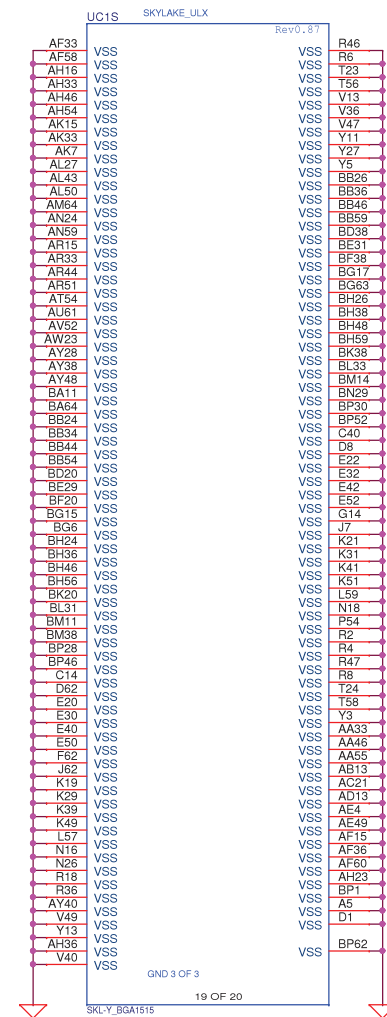 UC1S SKYLAKE_ULX
Rev0.87
AF33 VSS VSS R46
AF58 VSS VSS R6
AH16 VSS VSS T23
AH33 VSS VSS T56
AH46 VSS VSS V13
AH54 VSS VSS V36
AK15 VSS VSS V47
AK33 VSS VSS Y11
AK7 VSS VSS Y27
AL27 VSS VSS Y5
AL43 VSS VSS BB26
AL50 VSS VSS BB36
AM64 VSS VSS BB46
AN24 VSS VSS BB59
AN59 VSS VSS BD38
AR15 VSS VSS BE31
AR33 VSS VSS BF38
AR44 VSS VSS BG17
AR51 VSS VSS BG63
AT54 VSS VSS BH26
AU61 VSS VSS BH38
AV52 VSS VSS BH48
AW23 VSS VSS BH59
AY28 VSS VSS BK38
AY38 VSS VSS BL33
AY48 VSS VSS BM14
BA11 VSS VSS BN29
BA64 VSS VSS BP30
BB24 VSS VSS BP52
BB34 VSS VSS C40
BB44 VSS VSS D8
BB54 VSS VSS E22
BD20 VSS VSS E32
BE29 VSS VSS E42
BF20 VSS VSS E52
BG15 VSS VSS G14
BG6 VSS VSS J7
BH24 VSS VSS K21
BH36 VSS VSS K31
BH46 VSS VSS K41
BH56 VSS VSS K51
BK20 VSS VSS L59
BL31 VSS VSS N18
BM11 VSS VSS P54
BM38 VSS VSS R2
BP28 VSS VSS R4
BP46 VSS VSS R47
C14 VSS VSS R8
D62 VSS VSS T24
E20 VSS VSS T58
E30 VSS VSS Y3
E40 VSS VSS AA33
E50 VSS VSS AA46
F62 VSS VSS AA55
J62 VSS VSS AB13
K19 VSS VSS AC21
K29 VSS VSS AD13
K39 VSS VSS AE4
K49 VSS VSS AE49
L57 VSS VSS AF15
N16 VSS VSS AF36
N26 VSS VSS AF60
R18 VSS VSS AH23
R36 VSS VSS BP1
AY40 VSS VSS A5
V49 VSS VSS D1
Y13 VSS
AH36 VSS VSS BP62
V40 VSS
GND 3 OF 3
19 OF 20
SKL-Y_BGA1515